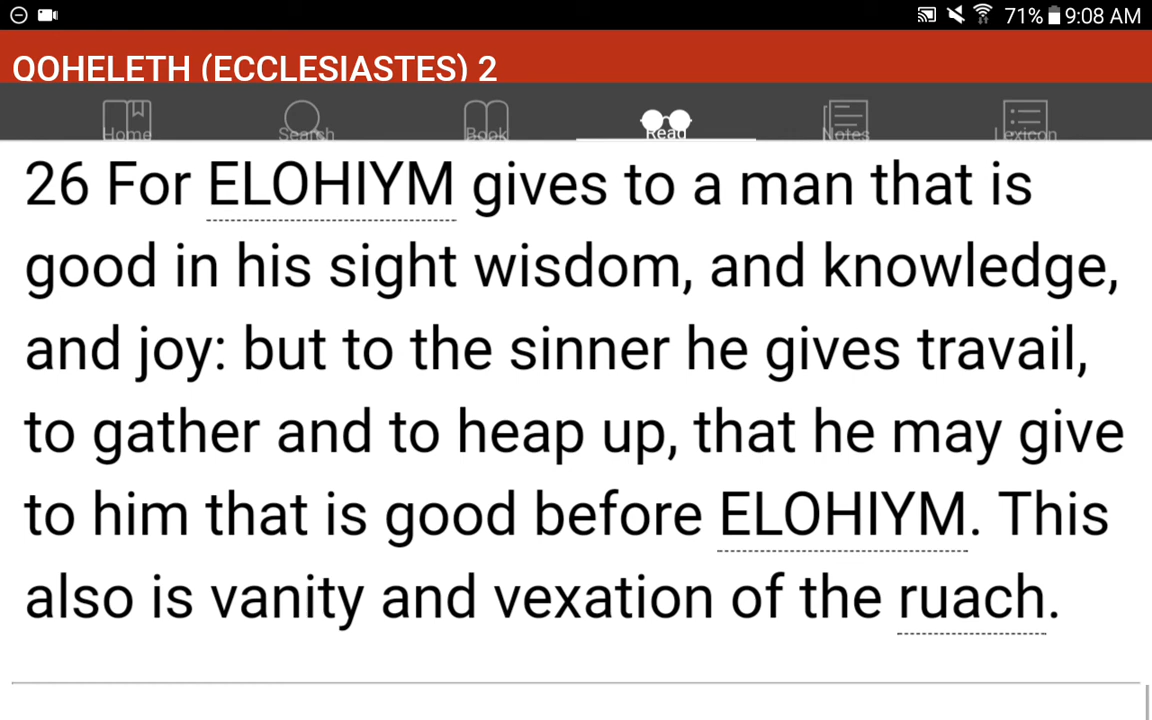 71% 9:08 AM
QOHELETH (ECCLESIASTES) 2
Home Search Book Read Notes Lexicon
26 For ELOHIYM gives to a man that is
good in his sight wisdom, and knowledge,
and joy: but to the sinner he gives travail,
to gather and to heap up, that he may give
to him that is good before ELOHIYM. This
also is vanity and vexation of the ruach.